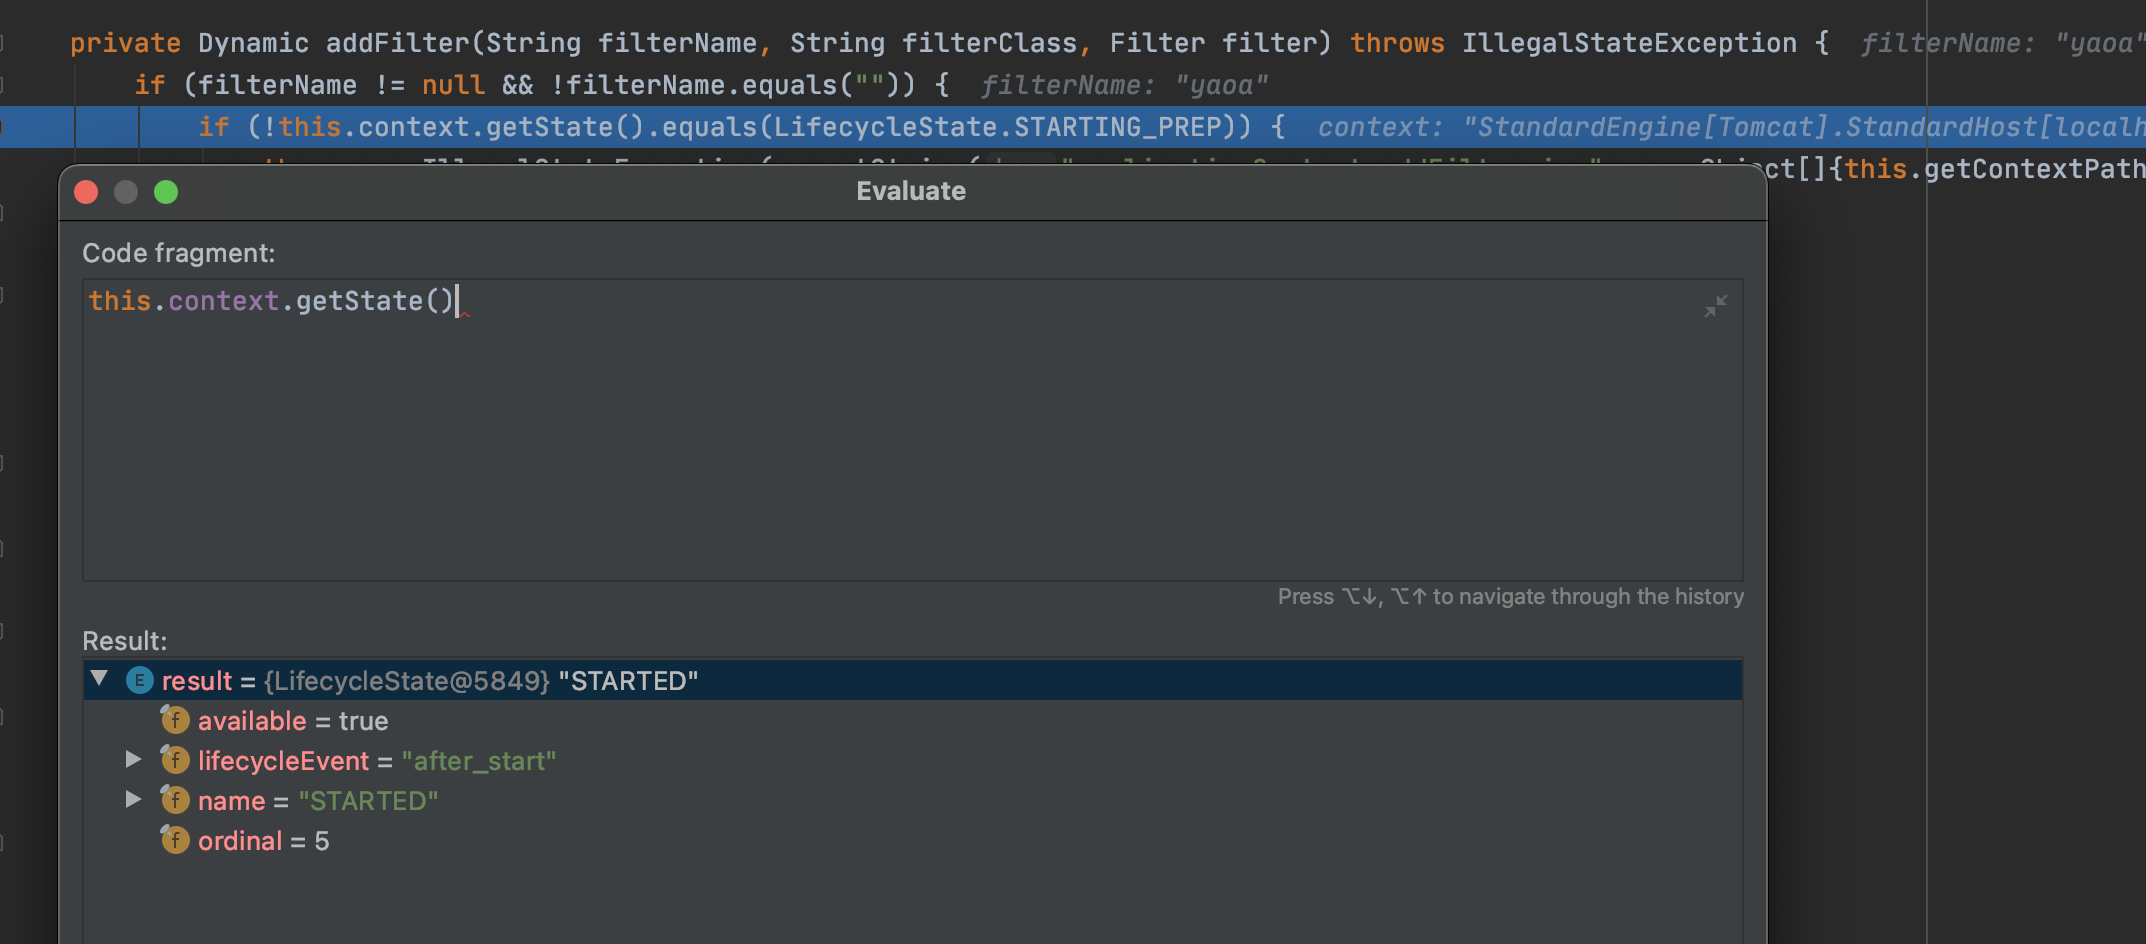 private Dynamic addFilter(String filterName, String filterClass, Filter filter) throws IllegalStateException {  filterName: "yaoa"
if (filterName != null && !filterName.equals("")) {  filterName: "yaoa"
if (!this.context.getState().equals(LifecycleState.STARTING_PREP)) {  context: "StandardEngine[Tomcat].StandardHost[localh
ct[]{this.getContextPath
Evaluate
Code fragment:
this.context.getState()
Press ⌥↓, ⌥↑ to navigate through the history
Result:
E result = {LifecycleState@5849} "STARTED"
f available = true
f lifecycleEvent = "after_start"
f name = "STARTED"
f ordinal = 5